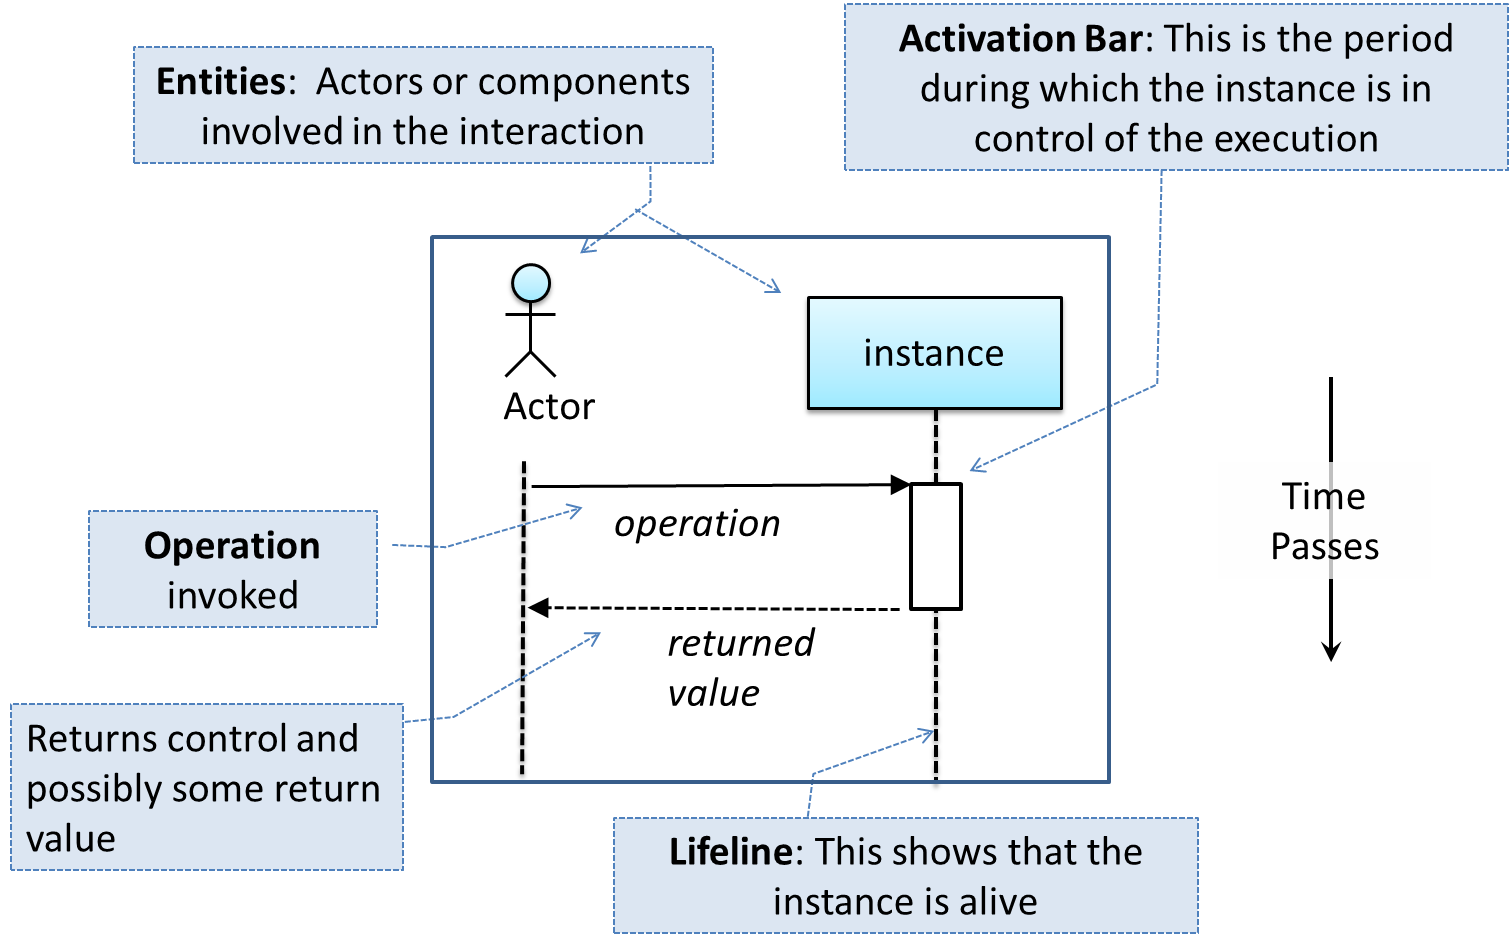 Entities:  Actors or components
involved in the interaction
Activation Bar: This is the period
during which the instance is in
control of the execution
instance
Actor
operation
Operation
invoked
Time
Passes
returned
value
Returns control and
possibly some return
value
Lifeline: This shows that the
instance is alive